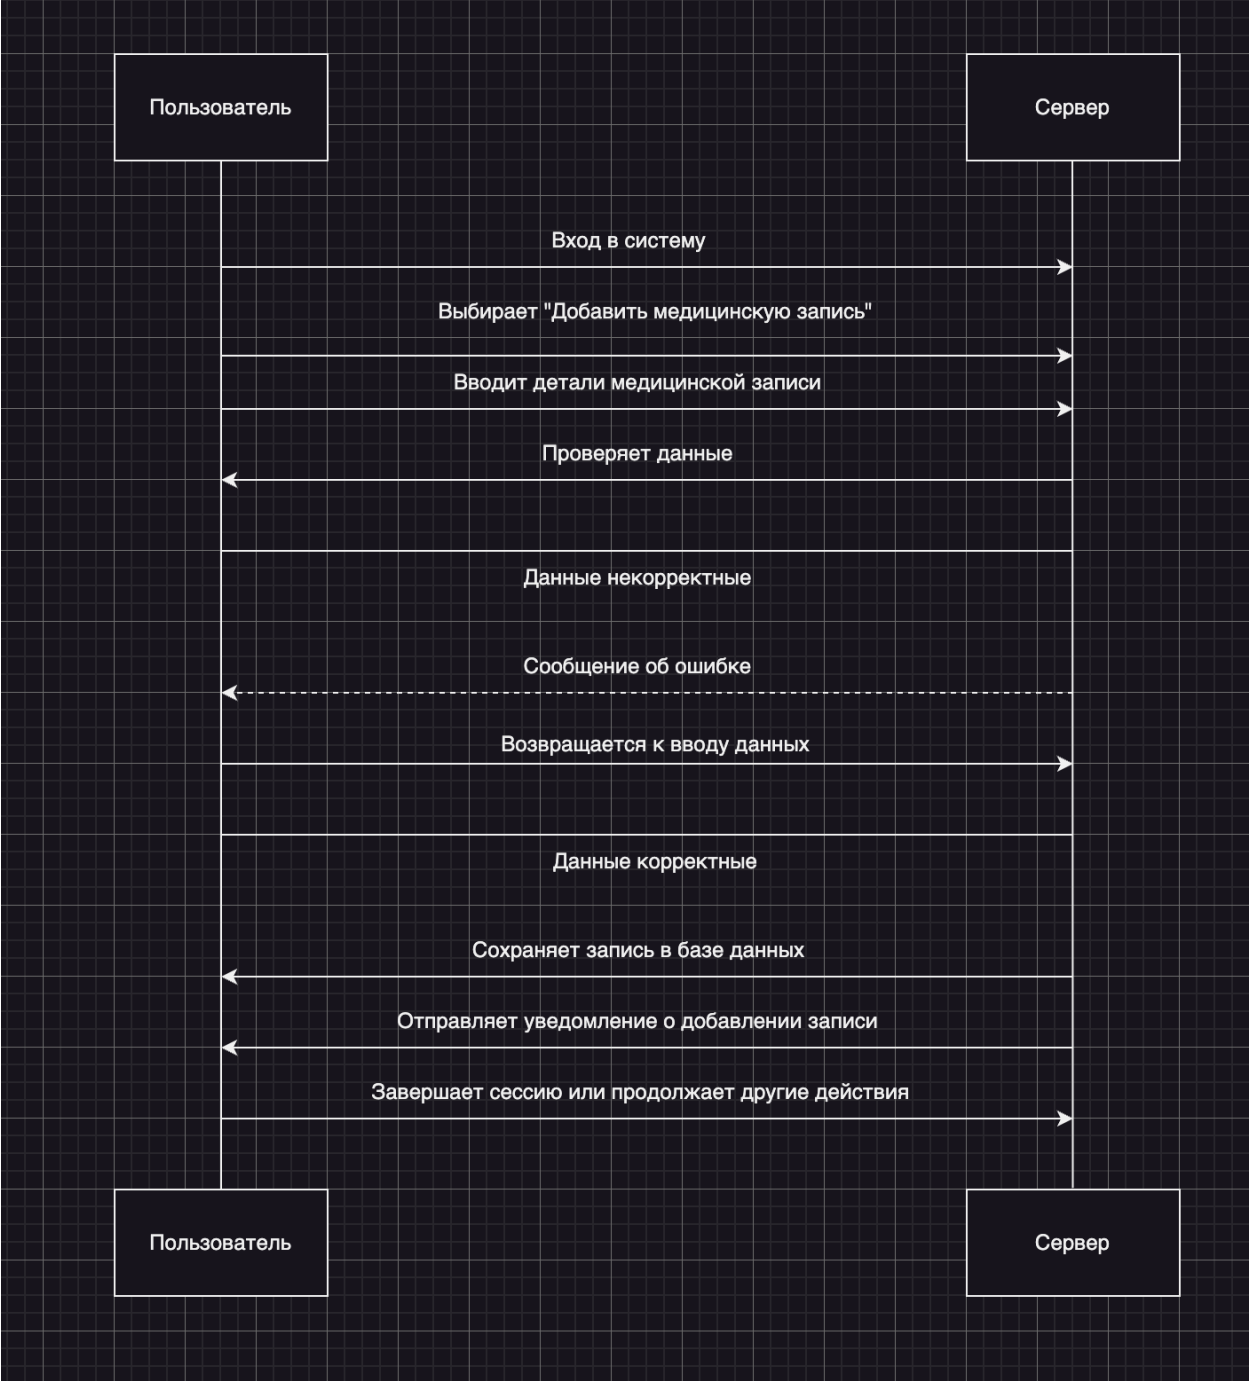 Пользователь
Сервер
Вход в систему
Выбирает "Добавить медицинскую запись"
Вводит детали медицинской записи
Проверяет данные
Данные некорректные
Сообщение об ошибке
Возвращается к вводу данных
Данные корректные
Сохраняет запись в базе данных
Отправляет уведомление о добавлении записи
Завершает сессию или продолжает другие действия
Пользователь
Сервер